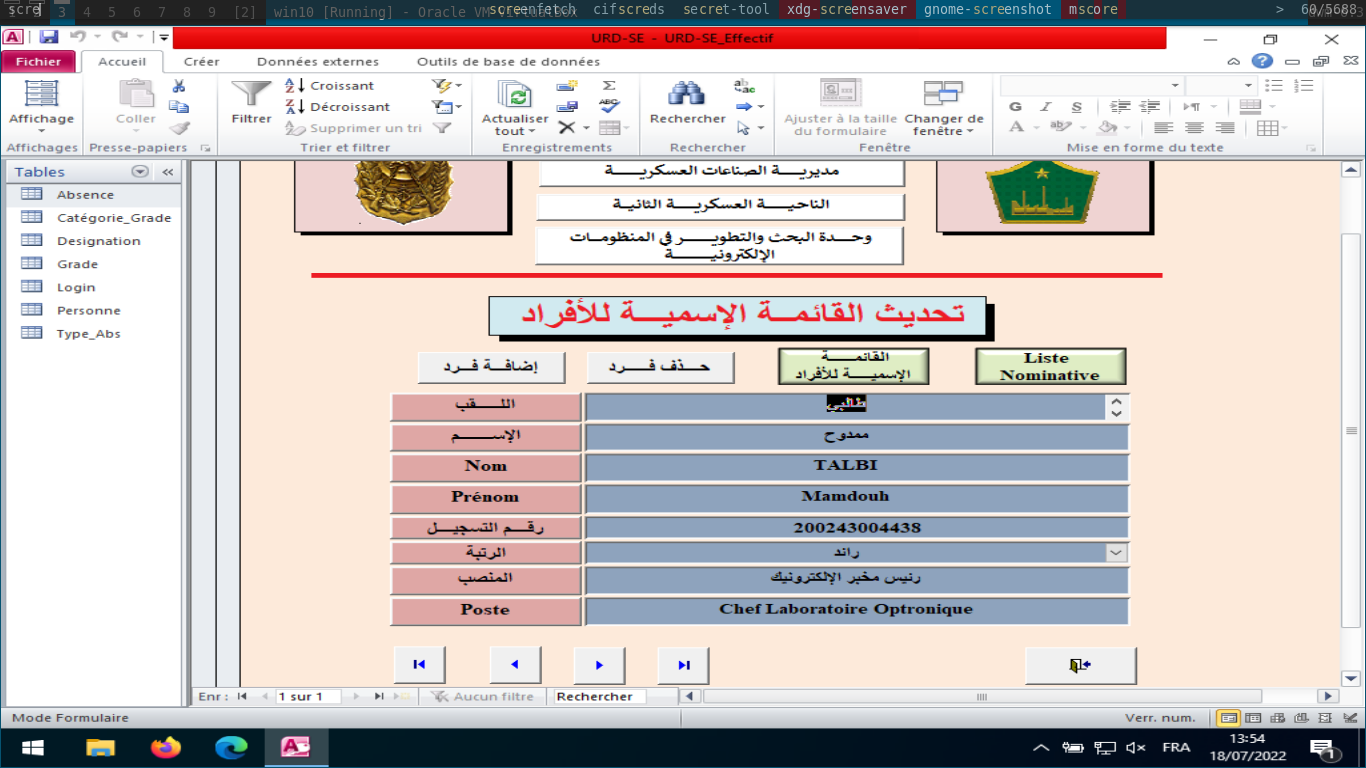 scre 3 4 5 6 7 8 9 [2] win10 [Running] - Oracle VM screenfetch cifscreds secret-tool xdg-screensaver gnome-screenshot mscore > 60/5688
URD-SE - URD-SE_Effectif
Fichier Accueil Créer Données externes Outils de base de données
Affichage Coller Filtrer Croissant Décroissant Supprimer un tri Actualiser tout Rechercher Ajuster à la taille du formulaire Changer de fenêtre G I S
Affichages Presse-papiers Trier et filtrer Enregistrements Rechercher Fenêtre Mise en forme du texte
Tables
Absence
Catégorie_Grade
Designation
Grade
Login
Personne
Type_Abs
مديريـــة الصناعات العسكريـــة
الناحيـــة العسكريـــة الثانية
وحـــدة البحث والتطويـــر في المنظومـات
الإلكترونيـــة
تحديث القائمـــة الإسميـــة للأفراد
إضافـــة فـــرد
حـــذف فـــرد
القائمـــة
الإسميـــة للأفراد
Liste
Nominative
اللـــقب طالبي
الإســـم ممدوح
Nom TALBI
Prénom Mamdouh
رقـــم التسجيـــل 200243004438
الرتبة رائد
المنصب رئيس مخبر الإلكترونيك
Poste Chef Laboratoire Optronique
Enr : 1 sur 1 Aucun filtre Rechercher
Mode Formulaire Verr. num.
FRA 13:54
18/07/2022
1